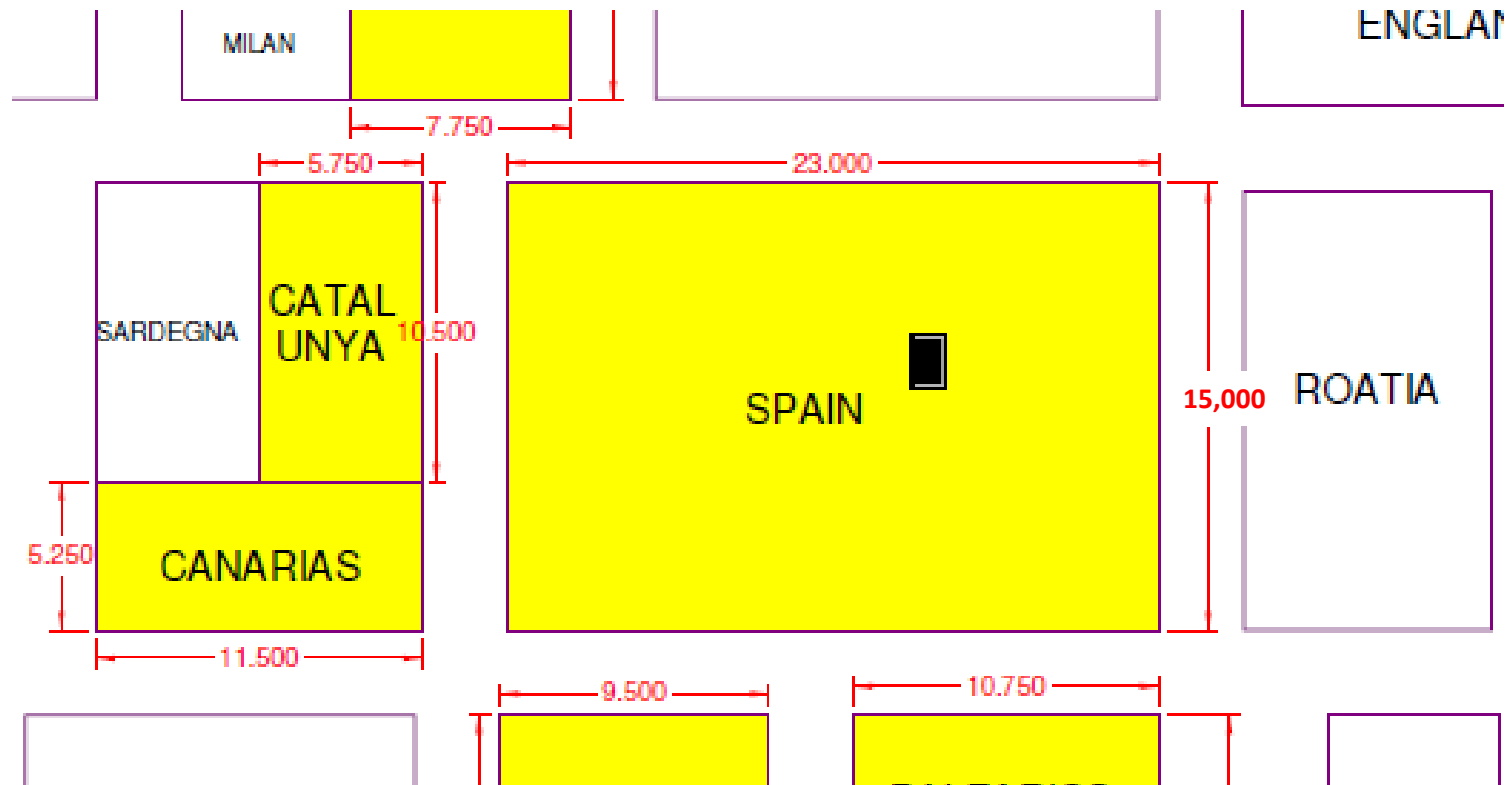 ENGLAN
MILAN
7.750
5.750
23.000
CATAL
UNYA
SARDEGNA
10.500
SPAIN
15,000
ROATIA
5.250
CANARIAS
11.500
9.500
10.750